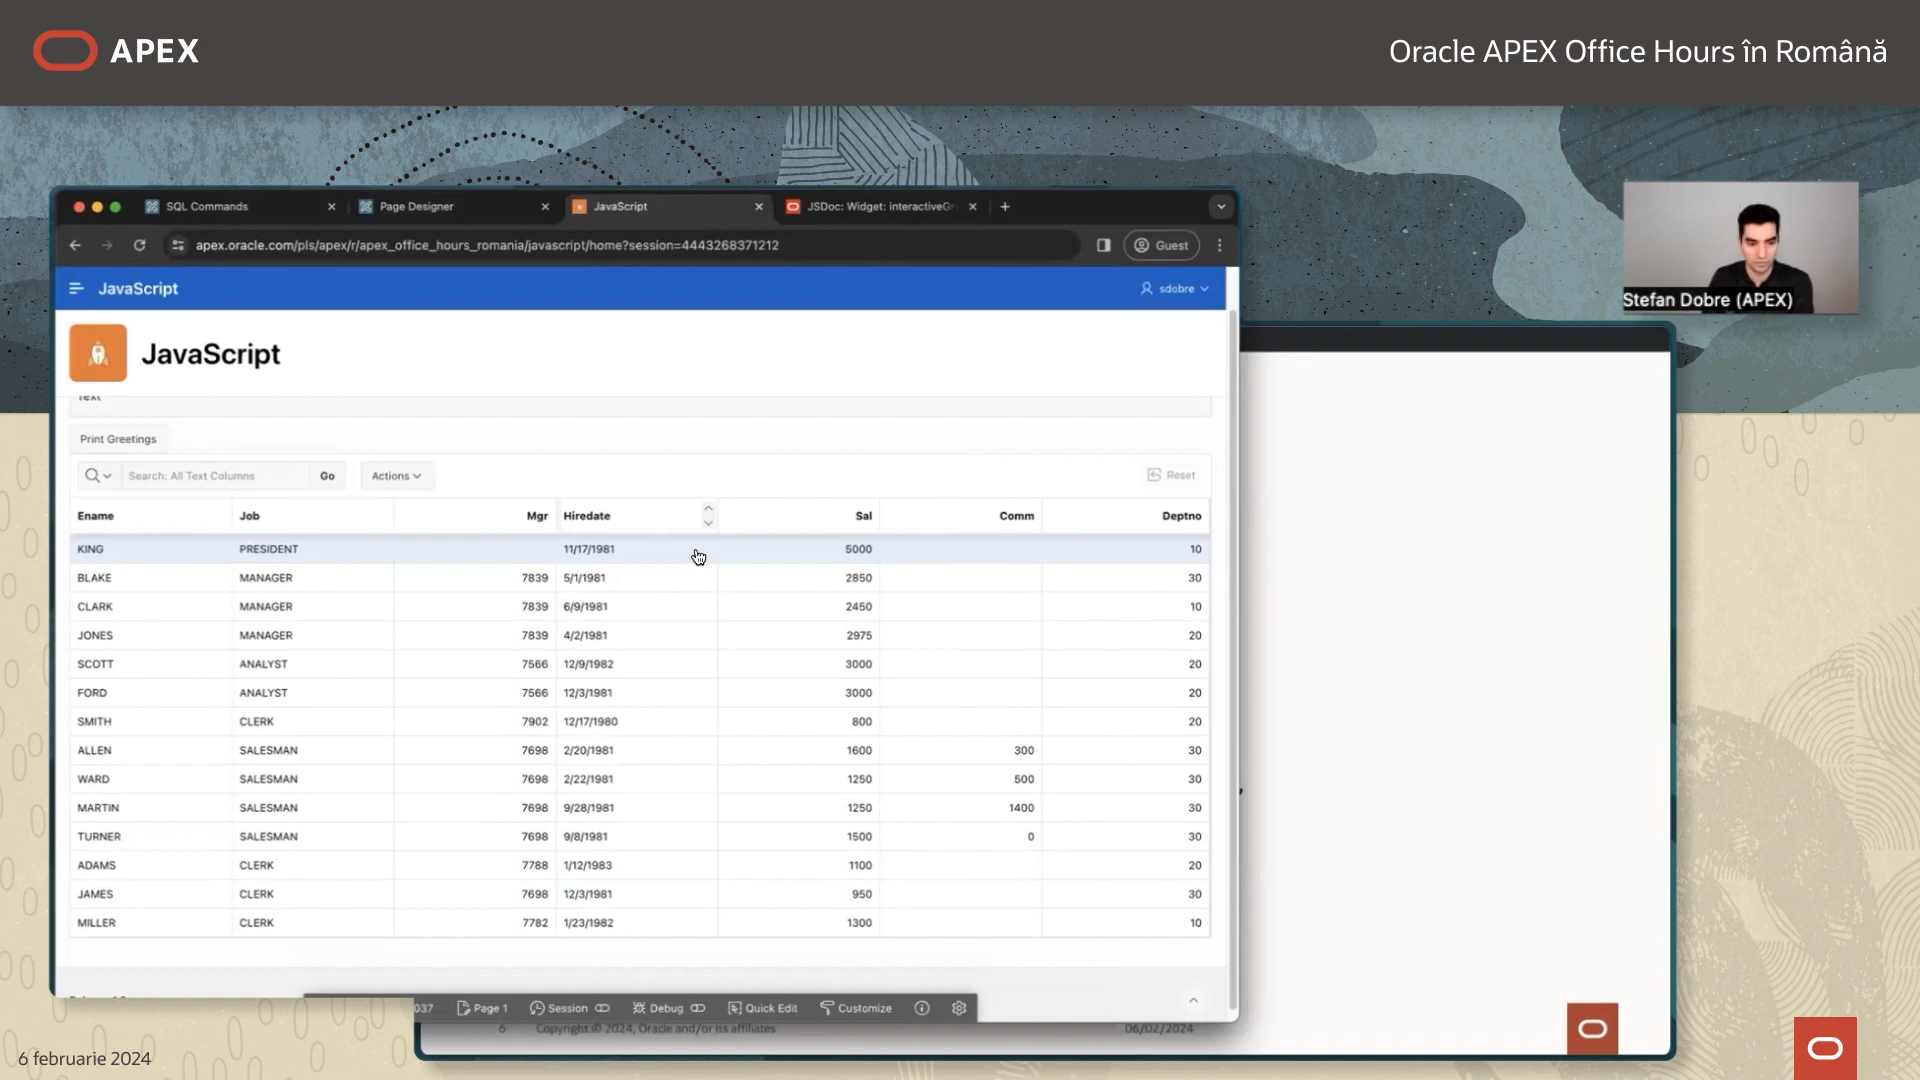 APEX
Oracle APEX Office Hours în Română
SQL Commands
Page Designer
JavaScript
JSDoc: Widget: interactiveGr
apex.oracle.com/pls/apex/r/apex_office_hours_romania/javascript/home?session=4443268371212
Guest
JavaScript
sdobre
Stefan Dobre (APEX)
JavaScript
Text
Print Greetings
Search: All Text Columns
Go
Actions
Reset
Ename Job Mgr Hiredate Sal Comm Deptno
KING PRESIDENT 11/17/1981 5000 10
BLAKE MANAGER 7839 5/1/1981 2850 30
CLARK MANAGER 7839 6/9/1981 2450 10
JONES MANAGER 7839 4/2/1981 2975 20
SCOTT ANALYST 7566 12/9/1982 3000 20
FORD ANALYST 7566 12/3/1981 3000 20
SMITH CLERK 7902 12/17/1980 800 20
ALLEN SALESMAN 7698 2/20/1981 1600 300 30
WARD SALESMAN 7698 2/22/1981 1250 500 30
MARTIN SALESMAN 7698 9/28/1981 1250 1400 30
TURNER SALESMAN 7698 9/8/1981 1500 0 30
ADAMS CLERK 7788 1/12/1983 1100 20
JAMES CLERK 7698 12/3/1981 950 30
MILLER CLERK 7782 1/23/1982 1300 10
037
Page 1
Session
Debug
Quick Edit
Customize
6 Copyright © 2024, Oracle and/or its affiliates 06/02/2024
6 februarie 2024